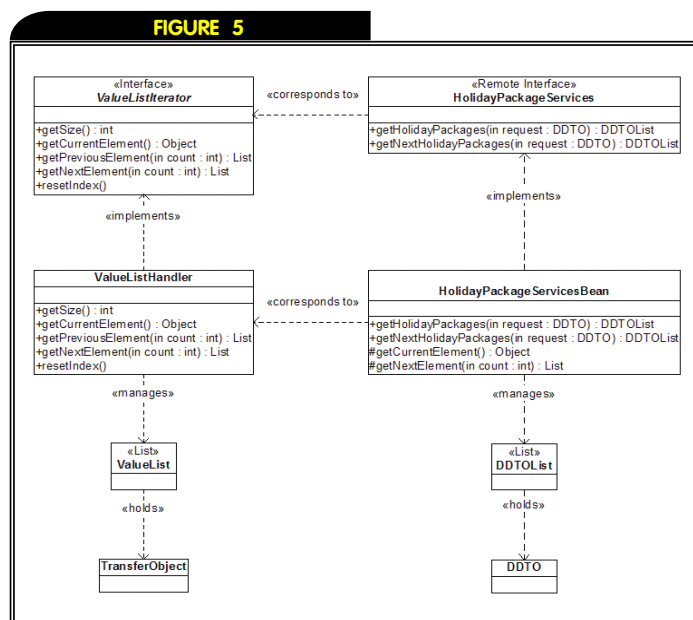 FIGURE 5
«Interface»
ValueListIterator
+getSize() : int
+getCurrentElement() : Object
+getPreviousElement(in count : int) : List
+getNextElement(in count : int) : List
+resetIndex()
«corresponds to»
«Remote Interface»
HolidayPackageServices
+getHolidayPackages(in request : DDTO) : DDTOList
+getNextHolidayPackages(in request : DDTO) : DDTOList
«implements»
«implements»
ValueListHandler
+getSize() : int
+getCurrentElement() : Object
+getPreviousElement(in count : int) : List
+getNextElement(in count : int) : List
+resetIndex()
«corresponds to»
HolidayPackageServicesBean
+getHolidayPackages(in request : DDTO) : DDTOList
+getNextHolidayPackages(in request : DDTO) : DDTOList
#getCurrentElement() : Object
#getNextElement(in count : int) : List
«manages»
«manages»
«List»
ValueList
«List»
DDTOList
«holds»
«holds»
TransferObject
DDTO